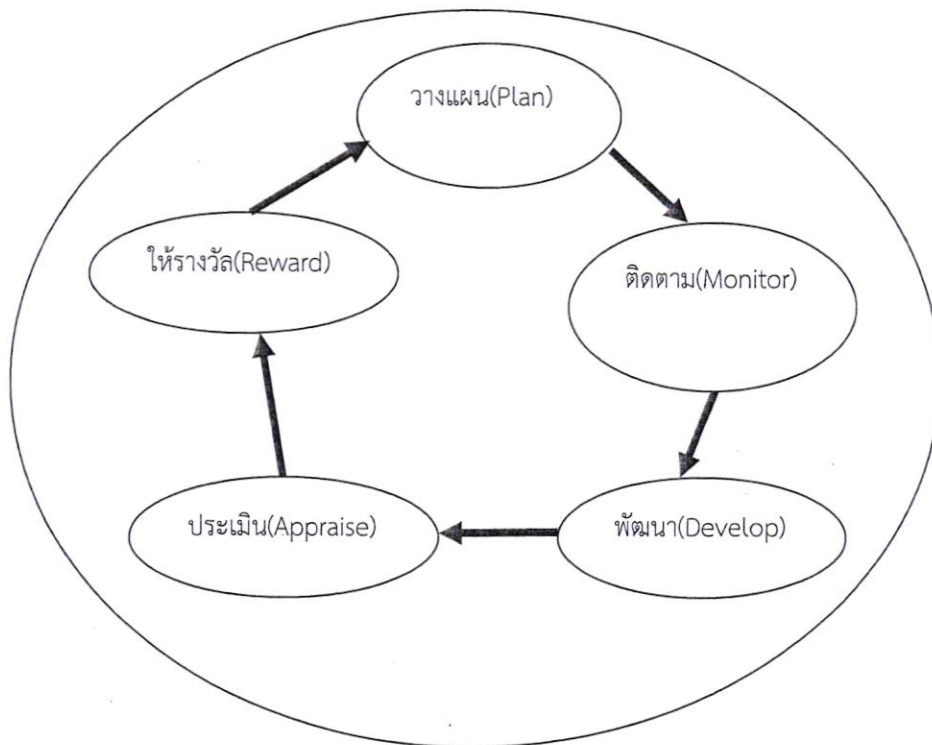 วางแผน(Plan)
ติดตาม(Monitor)
พัฒนา(Develop)
ประเมิน(Appraise)
ให้รางวัล(Reward)